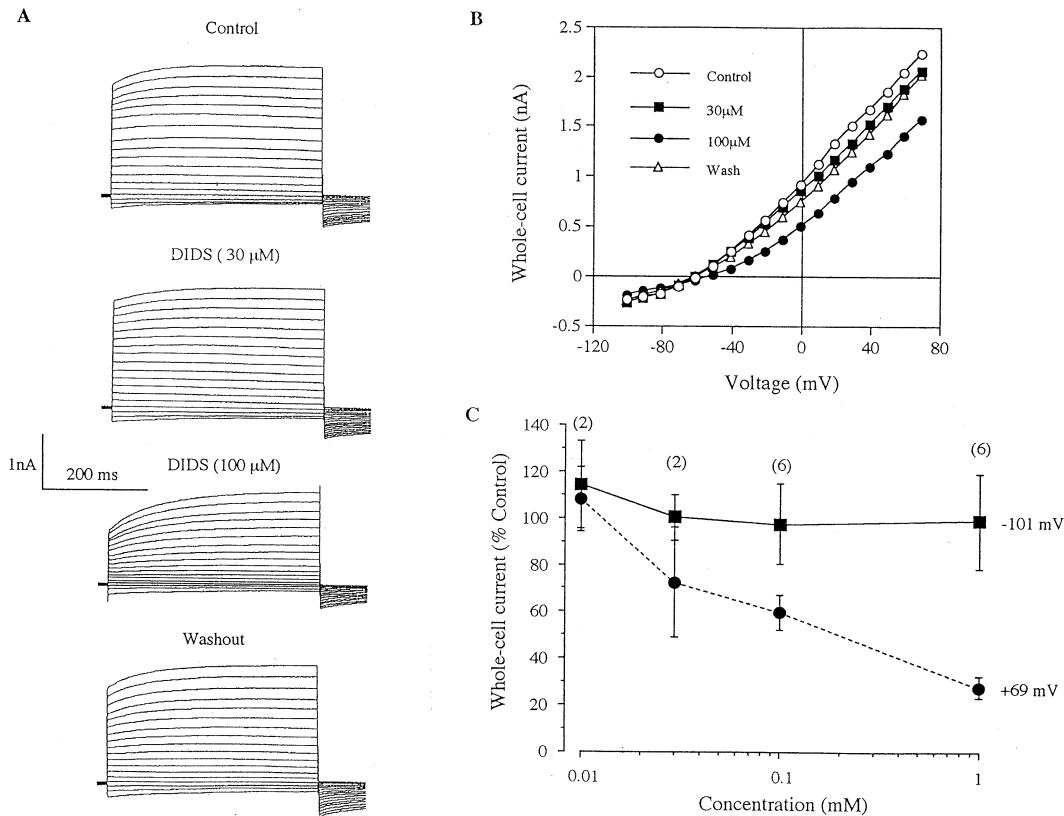 A
Control
DIDS ( 30 µM)
1nA
200 ms
DIDS (100 µM)
Washout
B
Whole-cell current (nA)
2.5
2
1.5
1
0.5
0
-0.5
-120
-80
-40
0
40
80
Voltage (mV)
Control
30µM
100µM
Wash
C
Whole-cell current (% Control)
140
120
100
80
60
40
20
0
(2)
(2)
(6)
(6)
-101 mV
+69 mV
0.01
0.1
1
Concentration (mM)